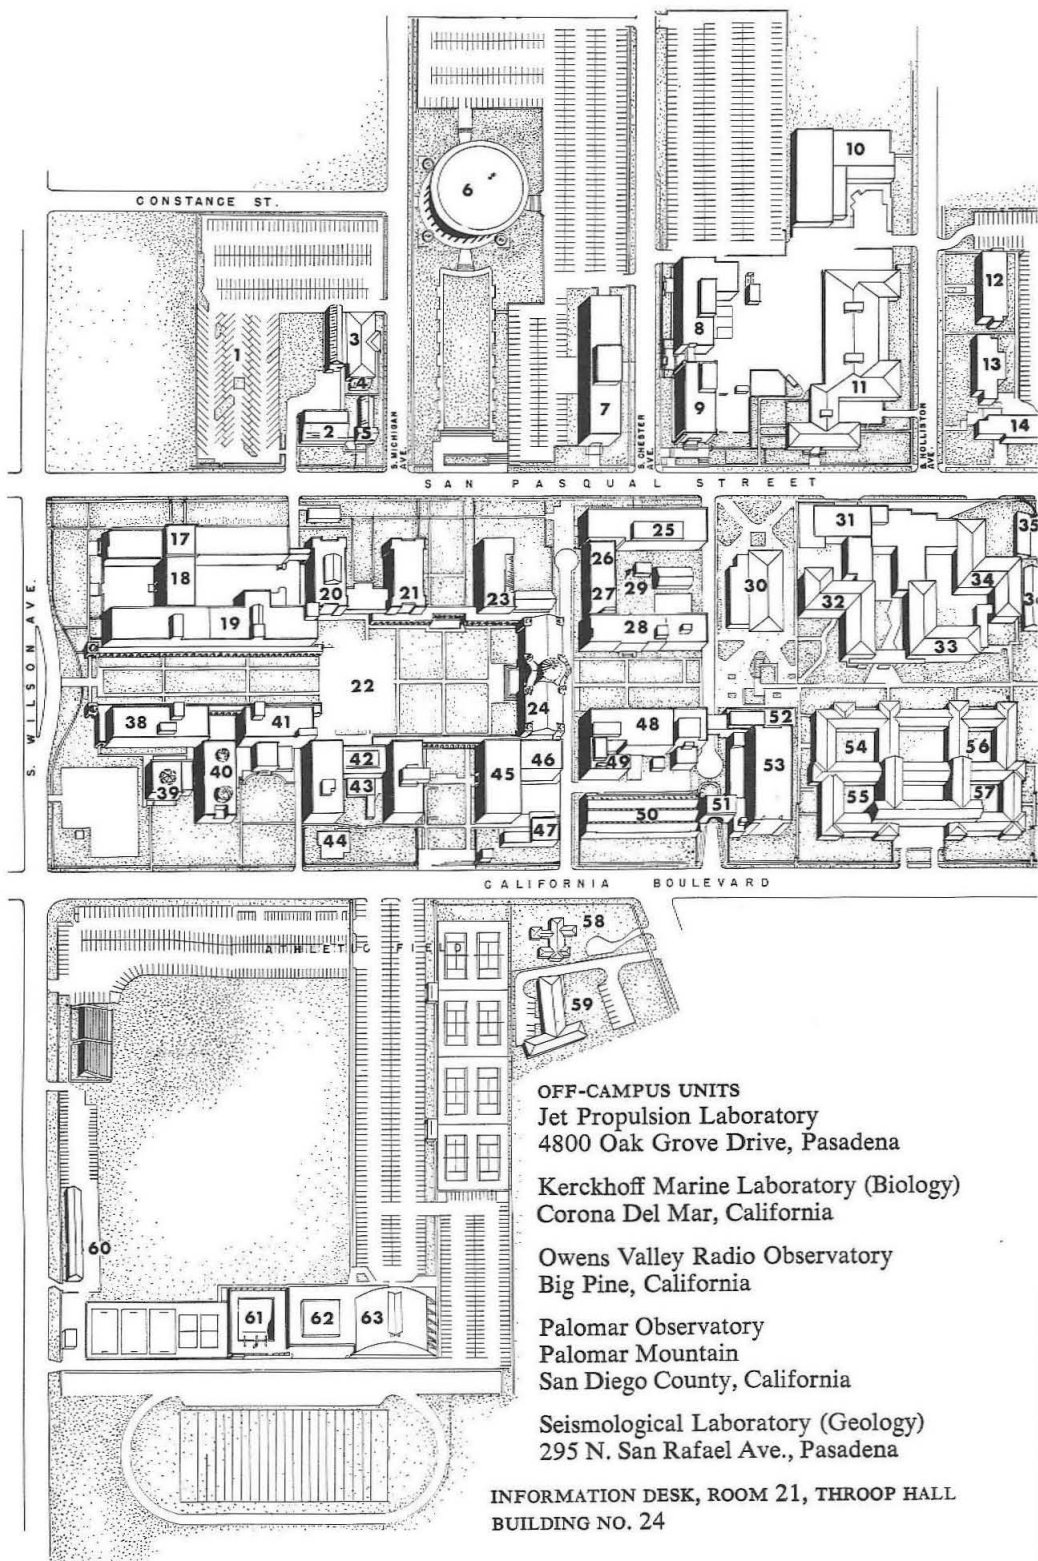 10
6
CONSTANCE ST.
12
3
8
1
4
13
11
7
9
2
5
14
S. MICHIGAN
AVE.
S. CHESTER
AVE.
S. HOLLISTON
AVE.
SAN PASQUAL STREET
31
35
17
25
26
18
29
30
34
20
21
23
27
32
19
28
33
S. WILSON AVE.
22
24
38
41
48
52
54
56
42
46
53
40
49
45
39
43
55
57
51
50
47
44
CALIFORNIA BOULEVARD
58
ATHLETIC FIELD
59
OFF-CAMPUS UNITS
Jet Propulsion Laboratory
4800 Oak Grove Drive, Pasadena
Kerckhoff Marine Laboratory (Biology)
Corona Del Mar, California
60
Owens Valley Radio Observatory
Big Pine, California
61
62
63
Palomar Observatory
Palomar Mountain
San Diego County, California
Seismological Laboratory (Geology)
295 N. San Rafael Ave., Pasadena
INFORMATION DESK, ROOM 21, THROOP HALL
BUILDING NO. 24